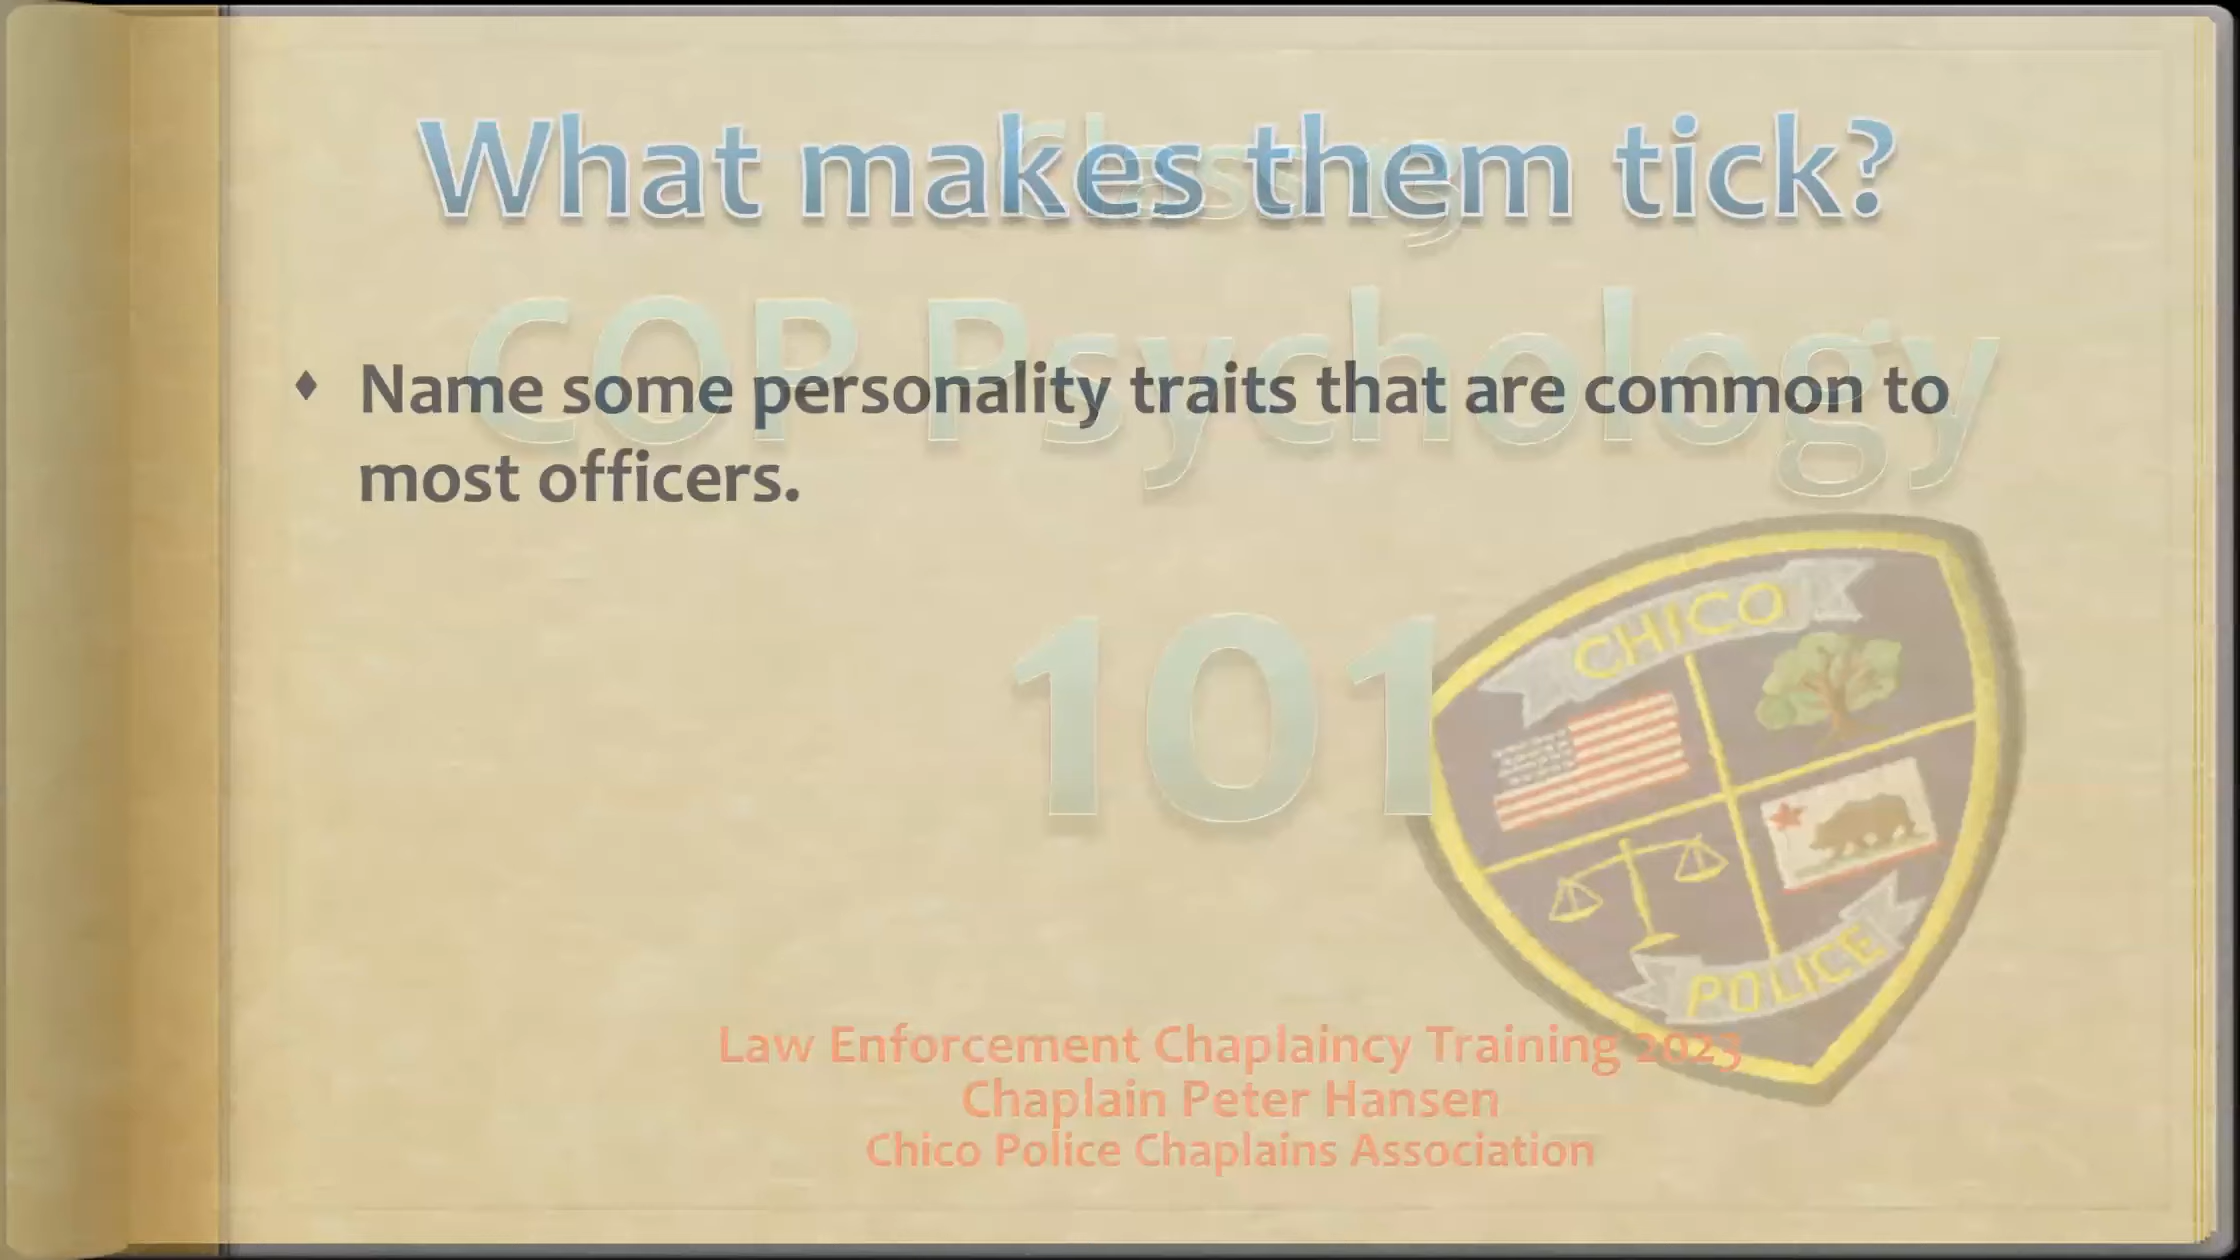 What makes them tick?
COP Psychology
Name some personality traits that are common to
most officers.
101
CHICO
POLICE
Law Enforcement Chaplaincy Training 2023
Chaplain Peter Hansen
Chico Police Chaplains Association